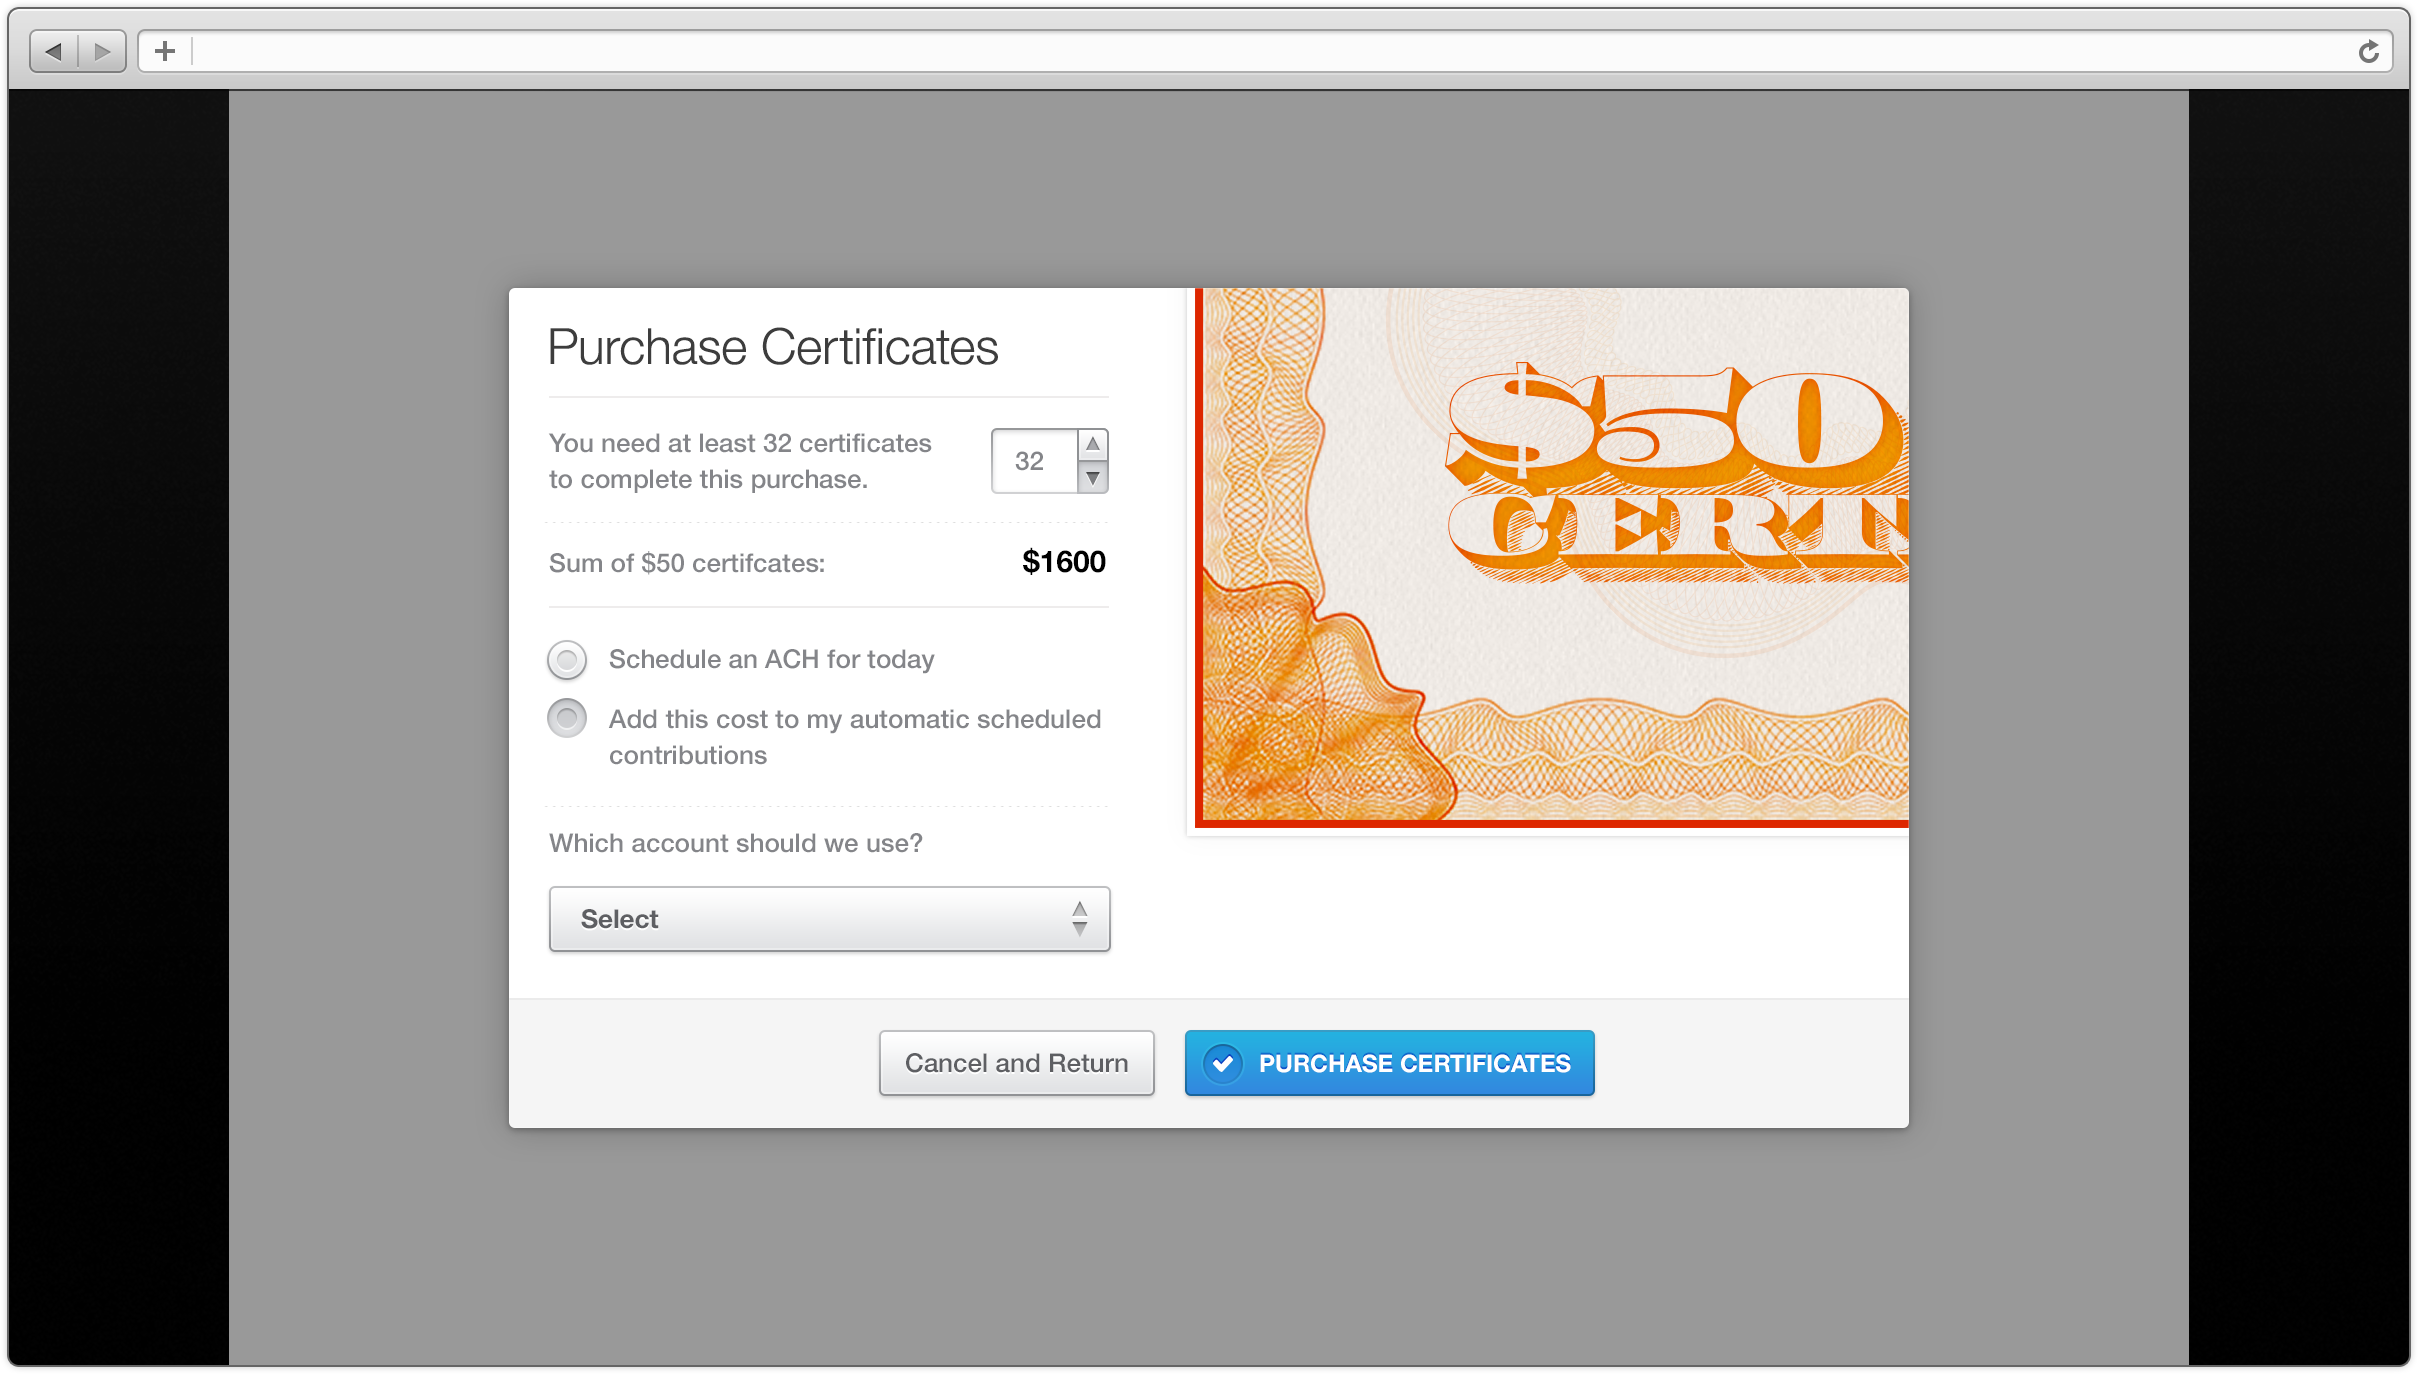 Purchase Certificates
You need at least 32 certificates
to complete this purchase.
32
Sum of $50 certifcates:
$1600
Schedule an ACH for today
Add this cost to my automatic scheduled
contributions
Which account should we use?
Select
$50
CERT
Cancel and Return
PURCHASE CERTIFICATES